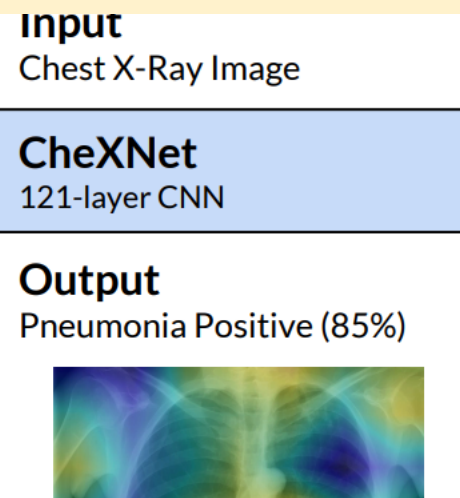 Input
Chest X-Ray Image
CheXNet
121-layer CNN
Output
Pneumonia Positive (85%)